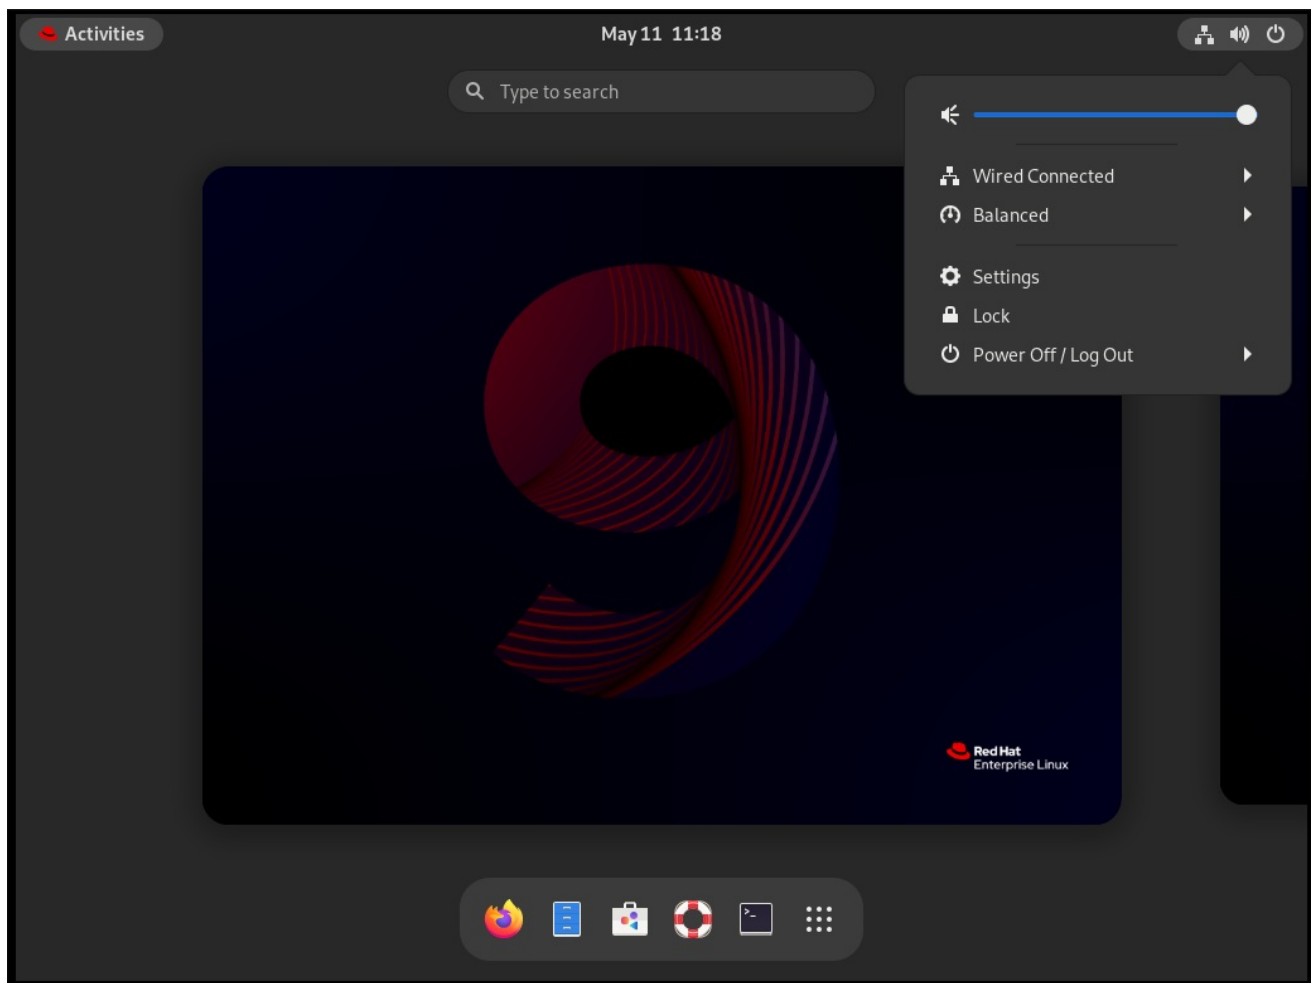 Activities
May 11 11:18
Type to search
Wired Connected
Balanced
Settings
Lock
Power Off / Log Out
Red Hat
Enterprise Linux